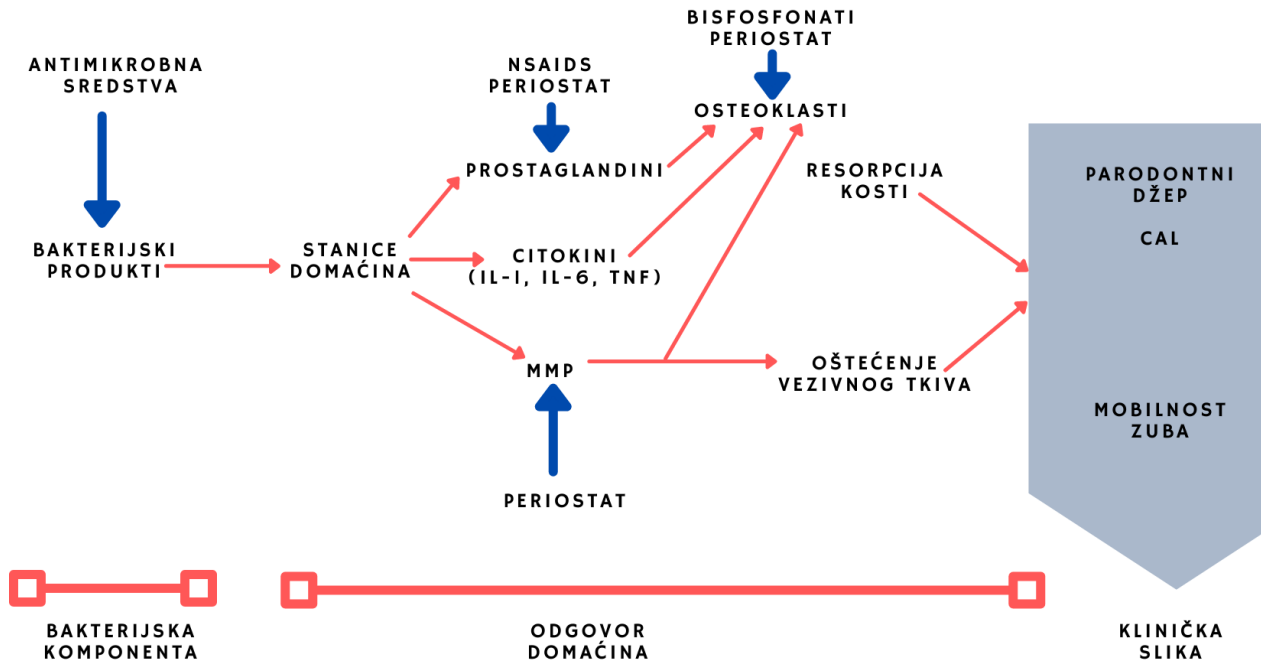 ANTIMIKROBNA
SREDSTVA
NSAIDS
PERIOSTAT
BISFOSFONATI
PERIOSTAT
OSTEOKLASTI
PROSTAGLANDINI
RESORPCIJA
KOSTI
BAKTERIJSKI
PRODUKTI
STANICE
DOMAĆINA
CITOKINI
(IL-1, IL-6, TNF)
MMP
OŠTEĆENJE
VEZIVNOG TKIVA
PERIOSTAT
PARODONTNI
DŽEP
CAL
MOBILNOST
ZUBA
BAKTERIJSKA
KOMPONENTA
ODGOVOR
DOMAĆINA
KLINIČKA
SLIKA